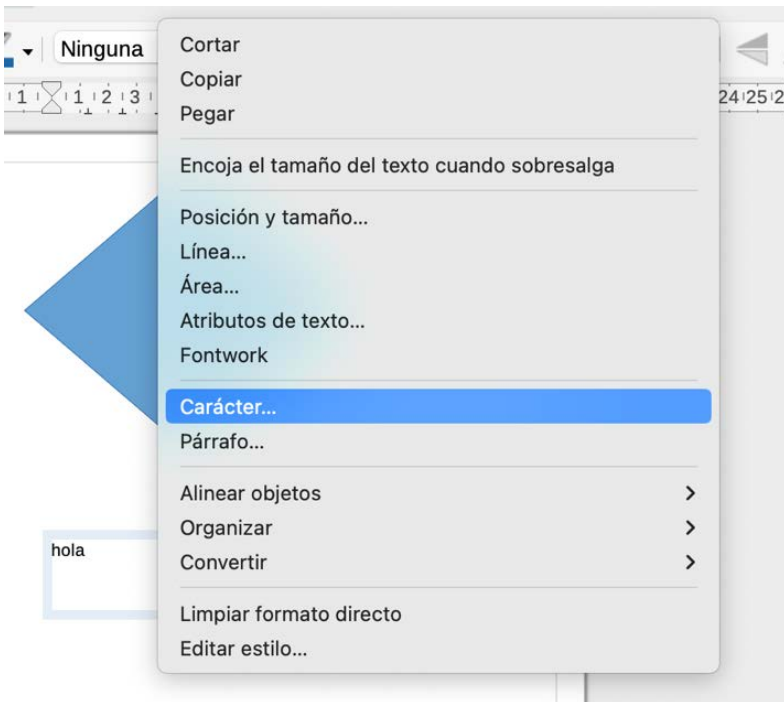 Ninguna
1 1 2 3
24 25 2
Cortar
Copiar
Pegar
Encoja el tamaño del texto cuando sobresalga
Posición y tamaño...
Línea...
Área...
Atributos de texto...
Fontwork
Carácter...
Párrafo...
Alinear objetos
Organizar
Convertir
Limpiar formato directo
Editar estilo...
hola